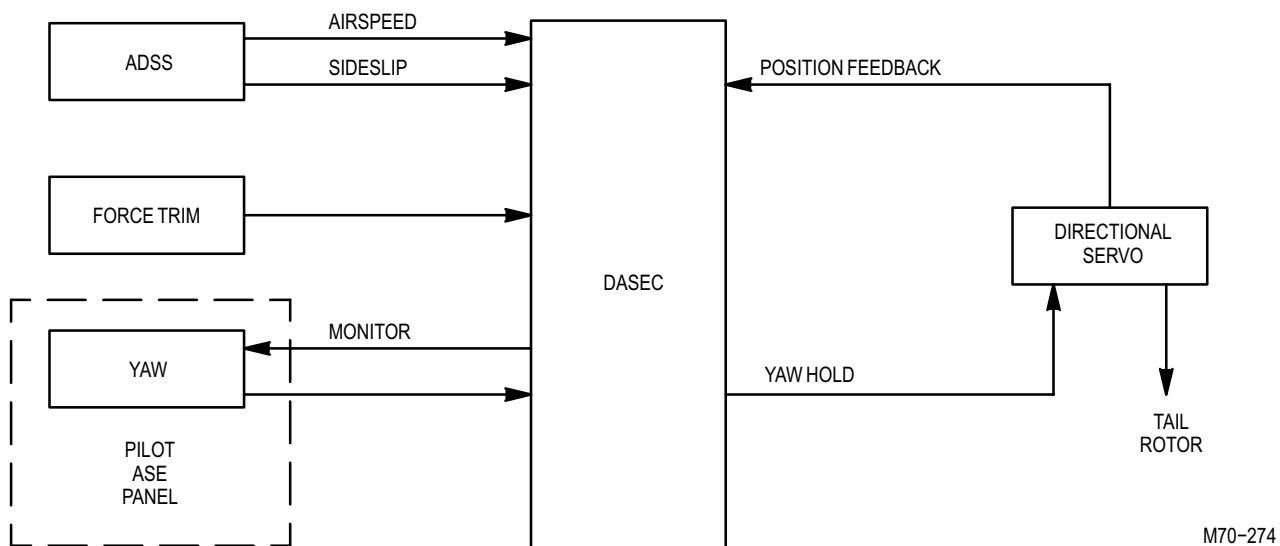 ADSS
AIRSPEED
SIDESLIP
POSITION FEEDBACK
FORCE TRIM
DIRECTIONAL
SERVO
DASEC
YAW
MONITOR
YAW HOLD
PILOT
ASE
PANEL
TAIL
ROTOR
M70−274